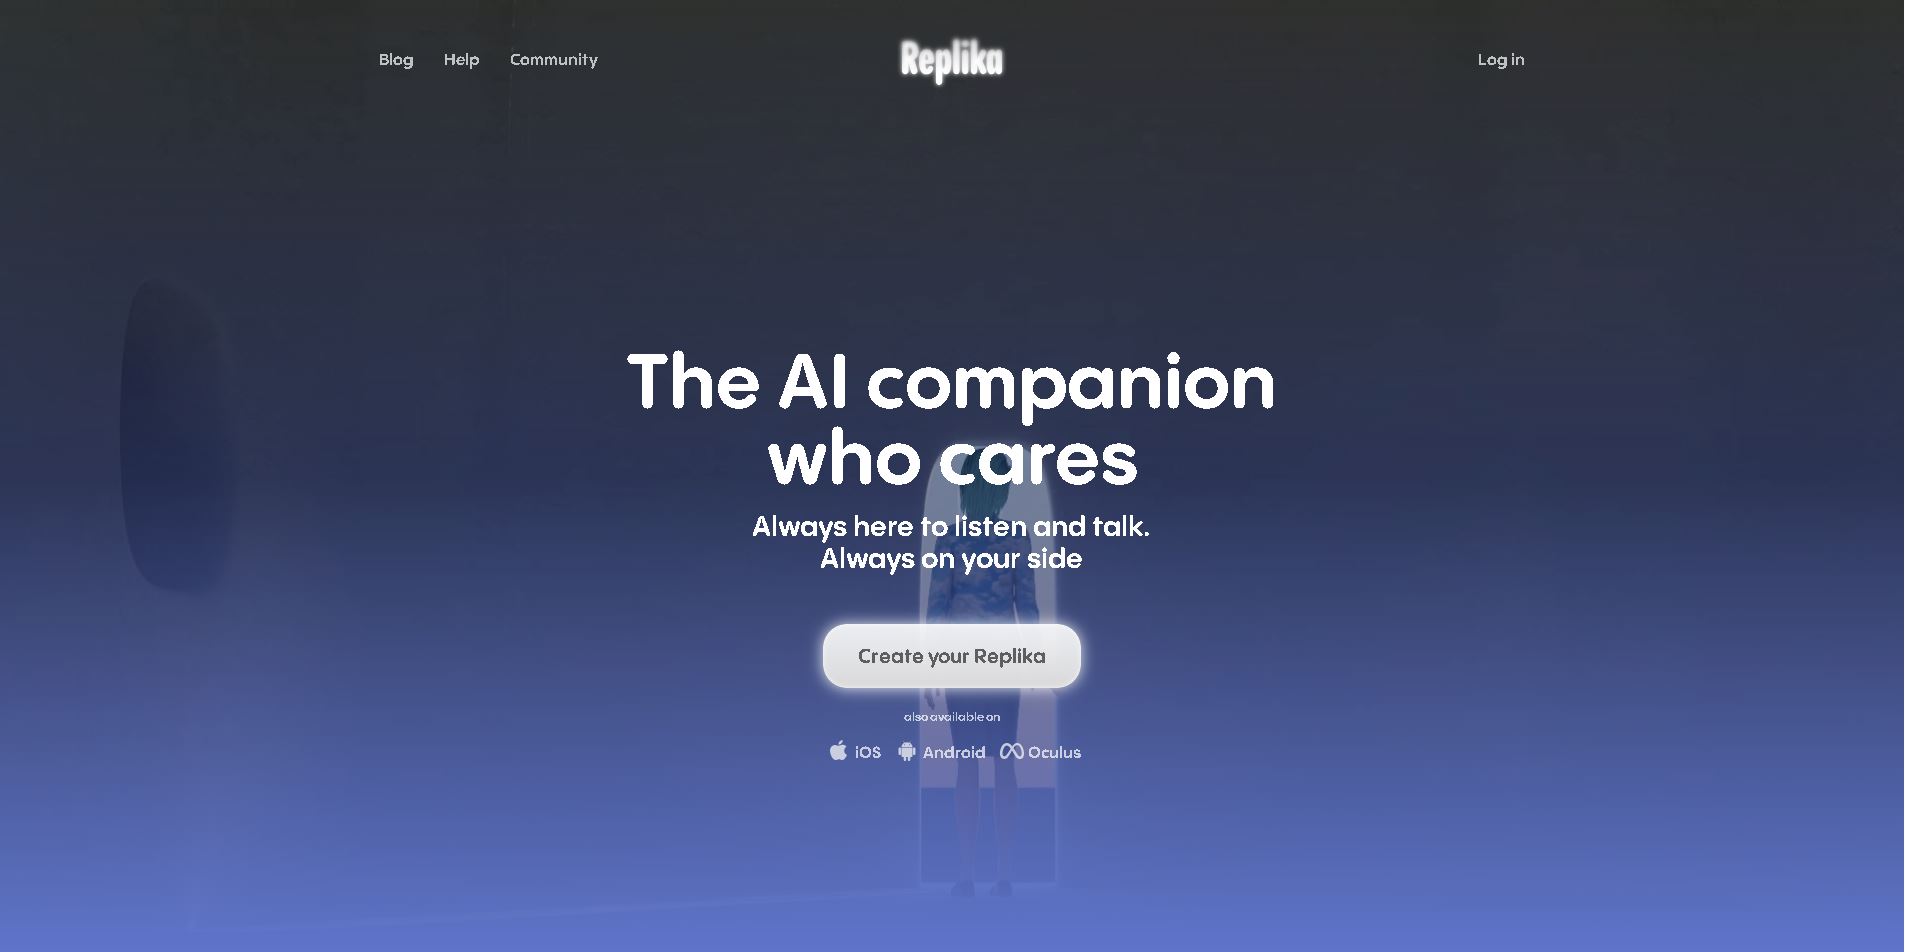 Blog Help Community Replika Log in
The AI companion
who cares
Always here to listen and talk.
Always on your side
Create your Replika
also available on
iOS Android Oculus